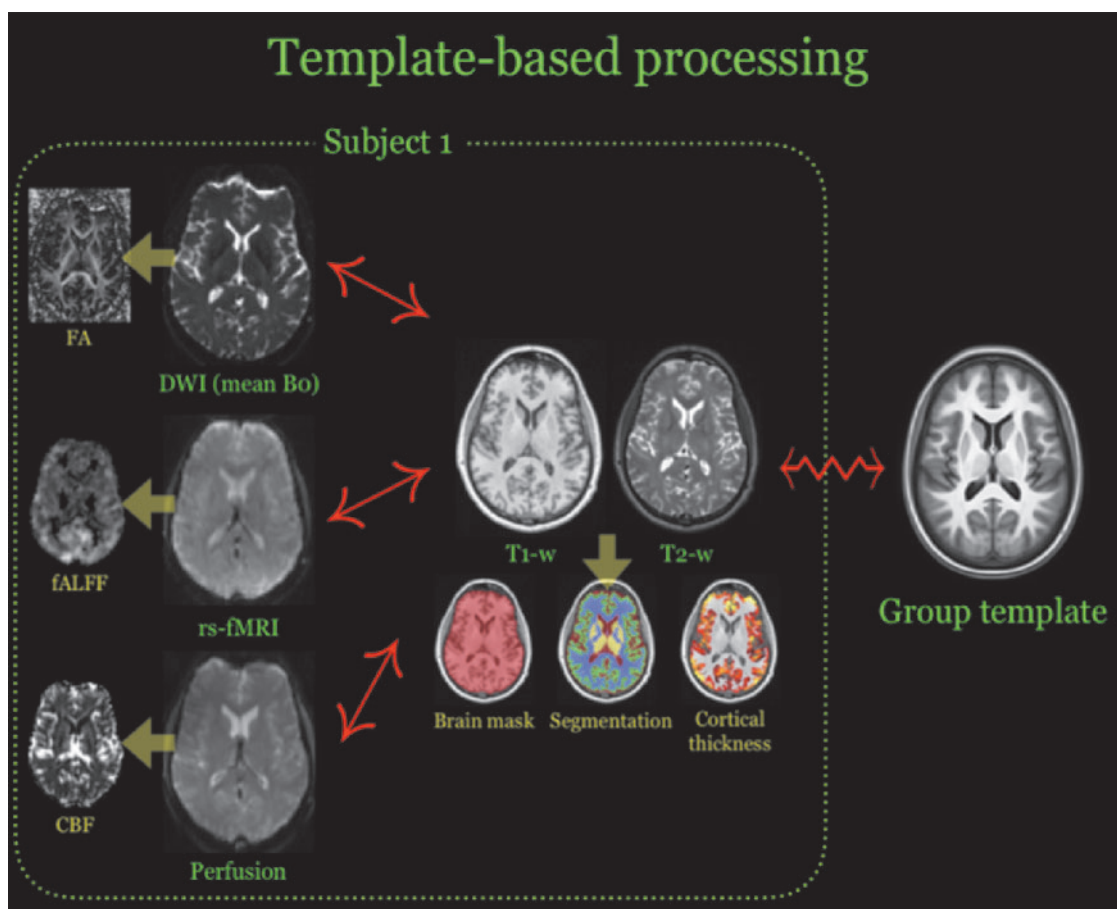 Template-based processing
Subject 1
FA
DWI (mean B0)
fALFF
rs-fMRI
CBF
Perfusion
T1-w
T2-w
Brain mask
Segmentation
Cortical
thickness
Group template